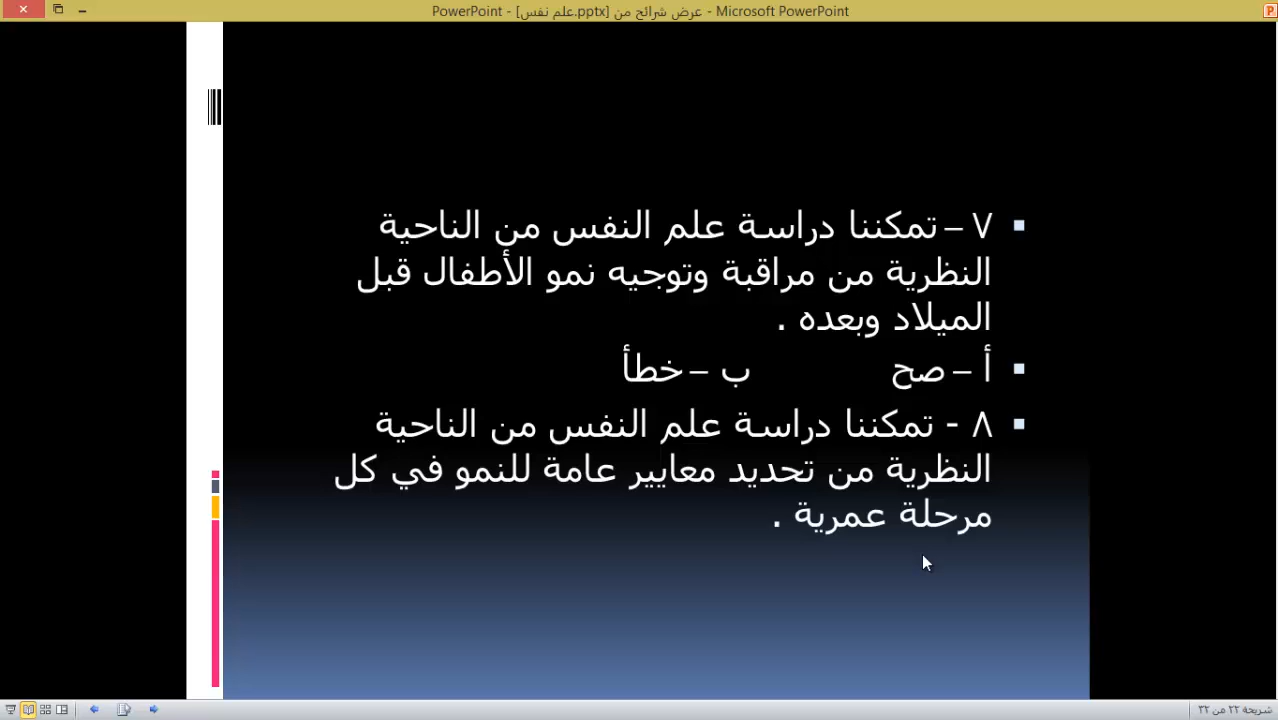 PowerPoint - [علم نفس.pptx] عرض شرائح من - Microsoft PowerPoint
٧ – تمكننا دراسة علم النفس من الناحية
النظرية من مراقبة وتوجيه نمو الأطفال قبل
الميلاد وبعده .
أ – صح ب – خطأ
٨ - تمكننا دراسة علم النفس من الناحية
النظرية من تحديد معايير عامة للنمو في كل
مرحلة عمرية .
شريحة ٢٢ من ٣٢